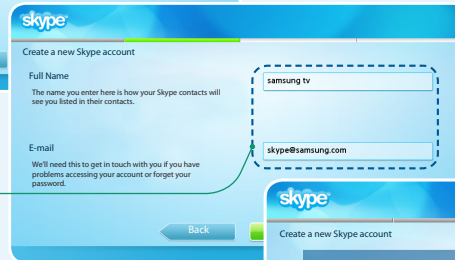 skype
Create a new Skype account
Full Name
The name you enter here is how your Skype contacts will
see you listed in their contacts.
samsung tv
E-mail
We'll need this to get in touch with you if you have
problems accessing your account or forget your
password.
skype@samsung.com
Back
skype
Create a new Skype account